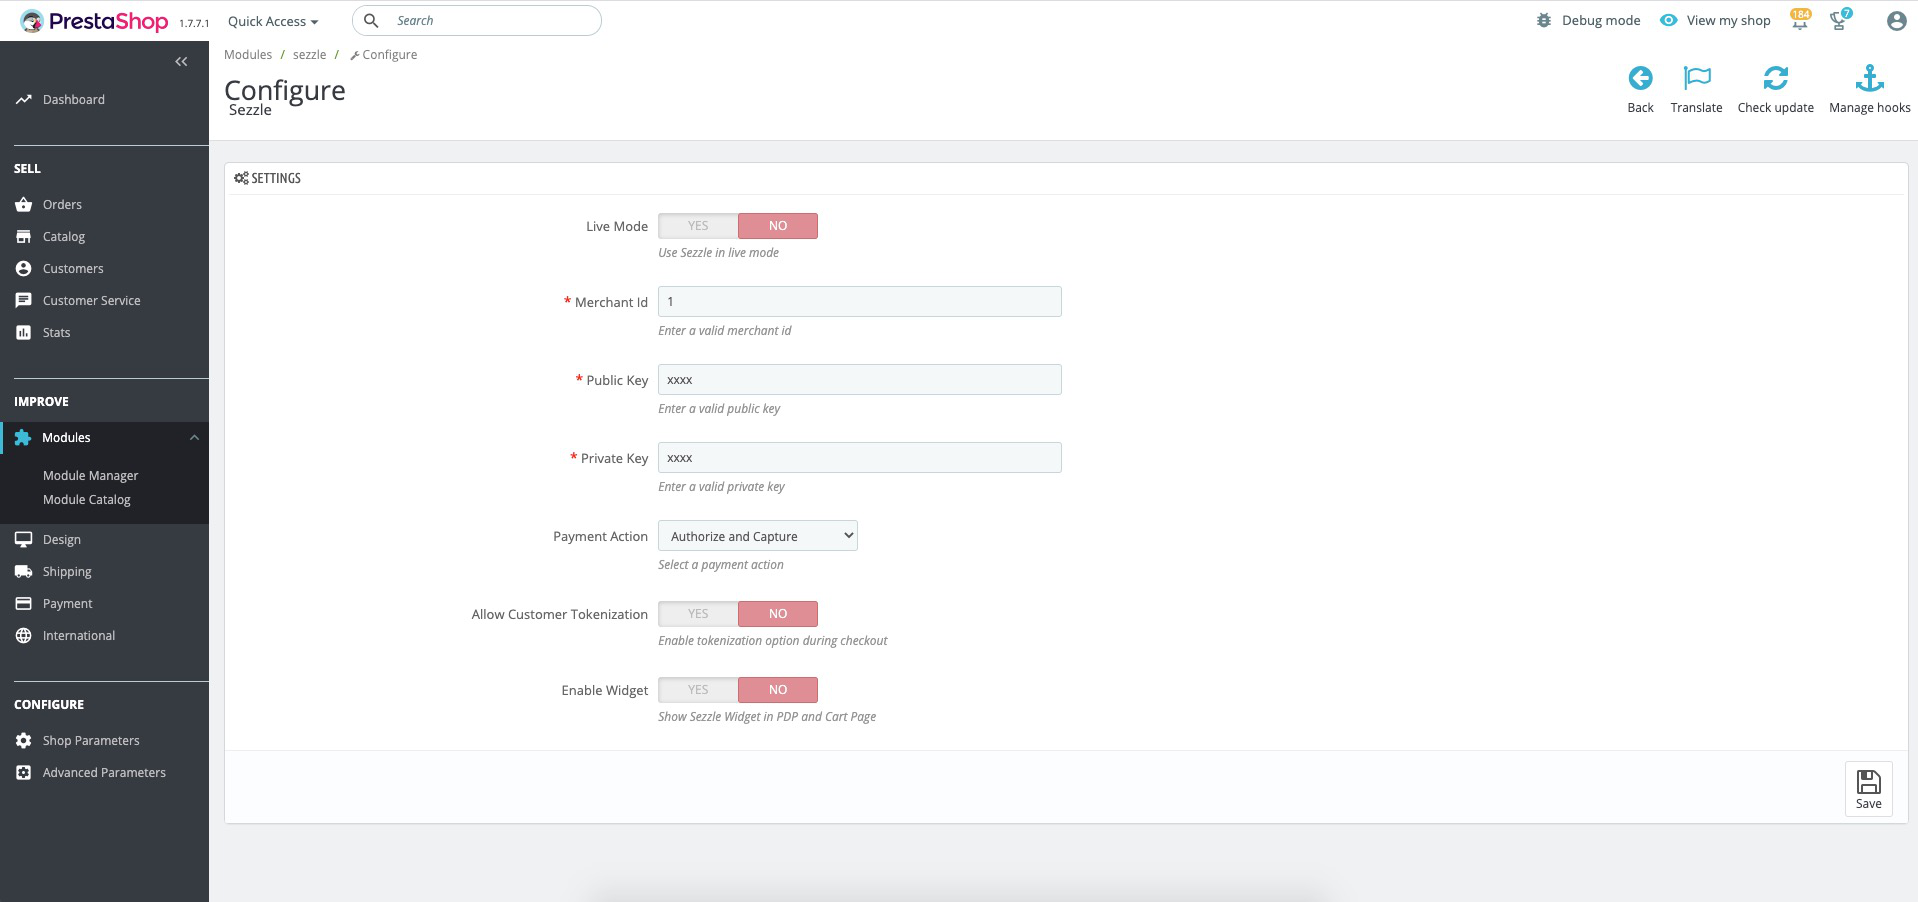 PrestaShop 1.7.7.1 Quick Access Search Debug mode View my shop 184 7
Modules / sezzle / Configure
Configure
Sezzle
Back Translate Check update Manage hooks
Dashboard
SELL
Orders
Catalog
Customers
Customer Service
Stats
IMPROVE
Modules
Module Manager
Module Catalog
Design
Shipping
Payment
International
CONFIGURE
Shop Parameters
Advanced Parameters
SETTINGS
Live Mode YES NO
Use Sezzle in live mode
* Merchant Id 1
Enter a valid merchant id
* Public Key xxxx
Enter a valid public key
* Private Key xxxx
Enter a valid private key
Payment Action Authorize and Capture
Select a payment action
Allow Customer Tokenization YES NO
Enable tokenization option during checkout
Enable Widget YES NO
Show Sezzle Widget in PDP and Cart Page
Save